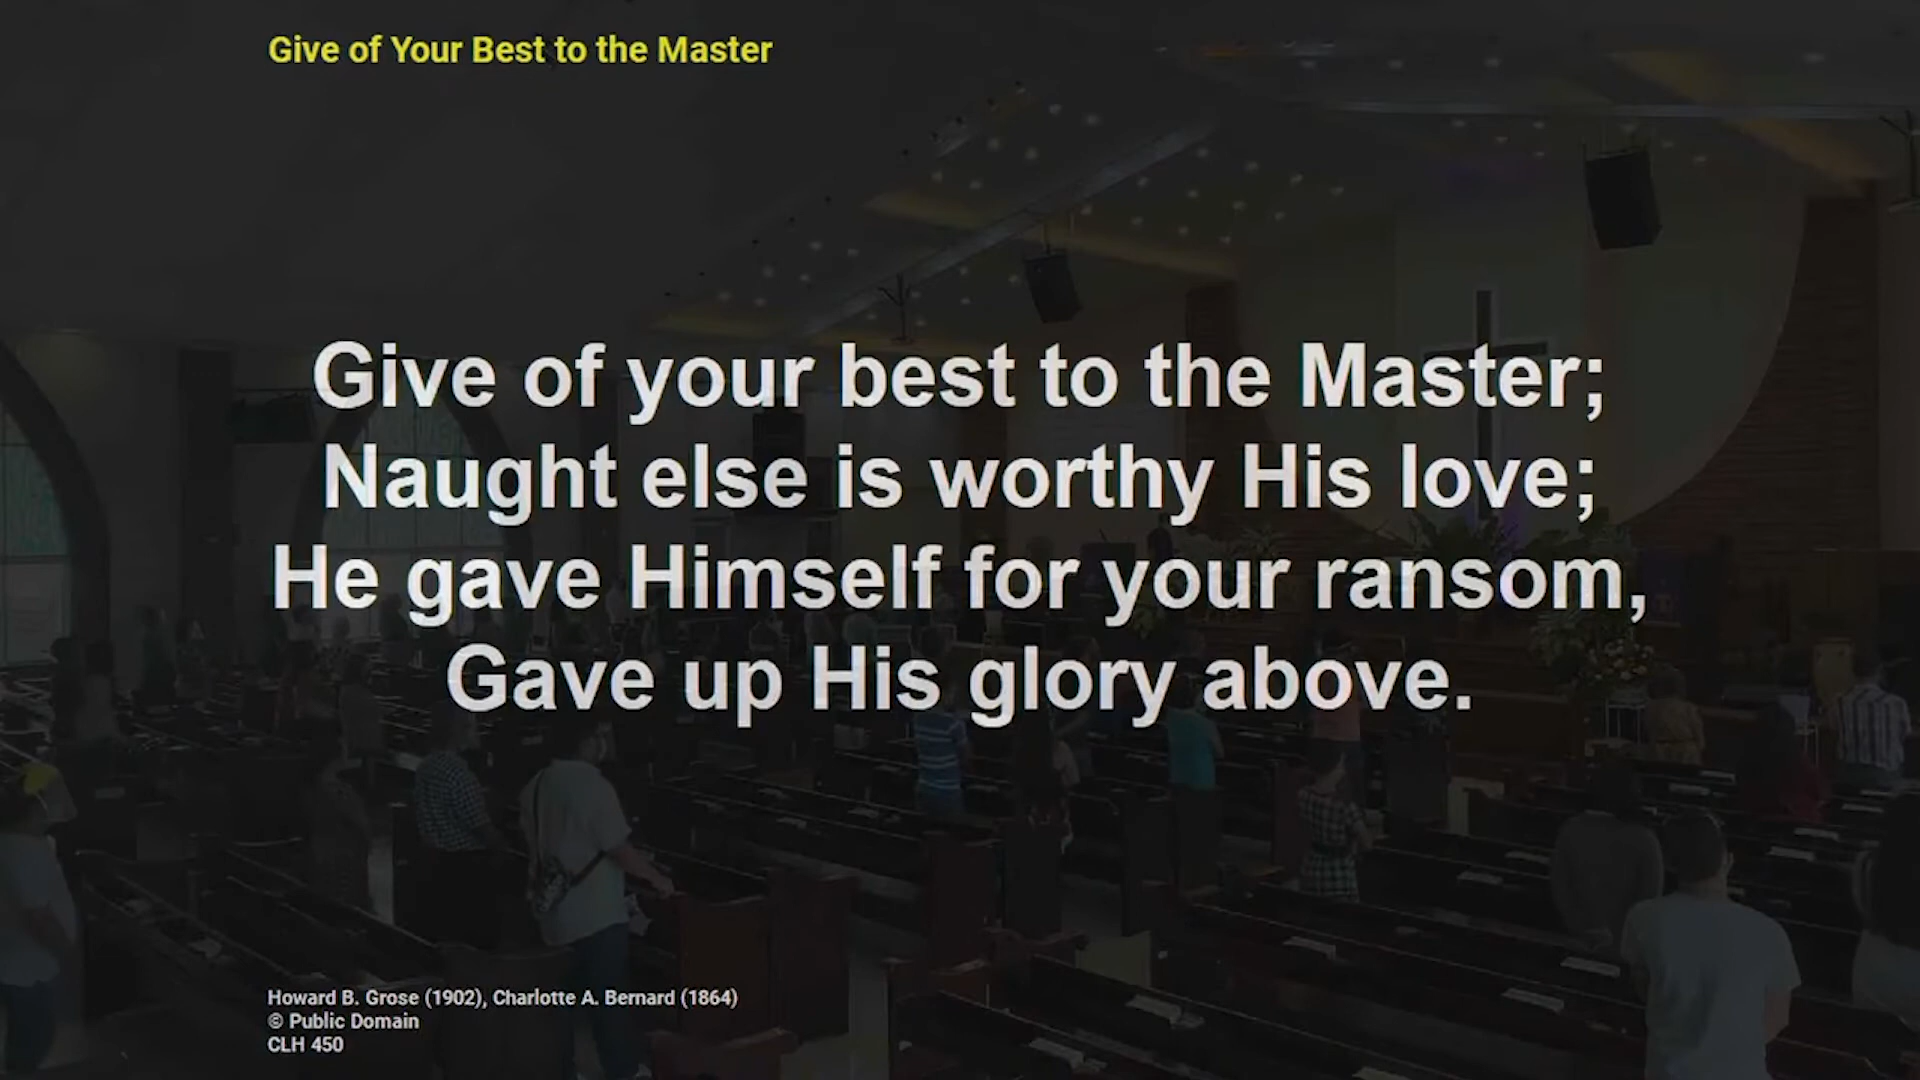 Give of Your Best to the Master
Give of your best to the Master;
Naught else is worthy His love;
He gave Himself for your ransom,
Gave up His glory above.
Howard B. Grose (1902), Charlotte A. Bernard (1864)
© Public Domain
CLH 450